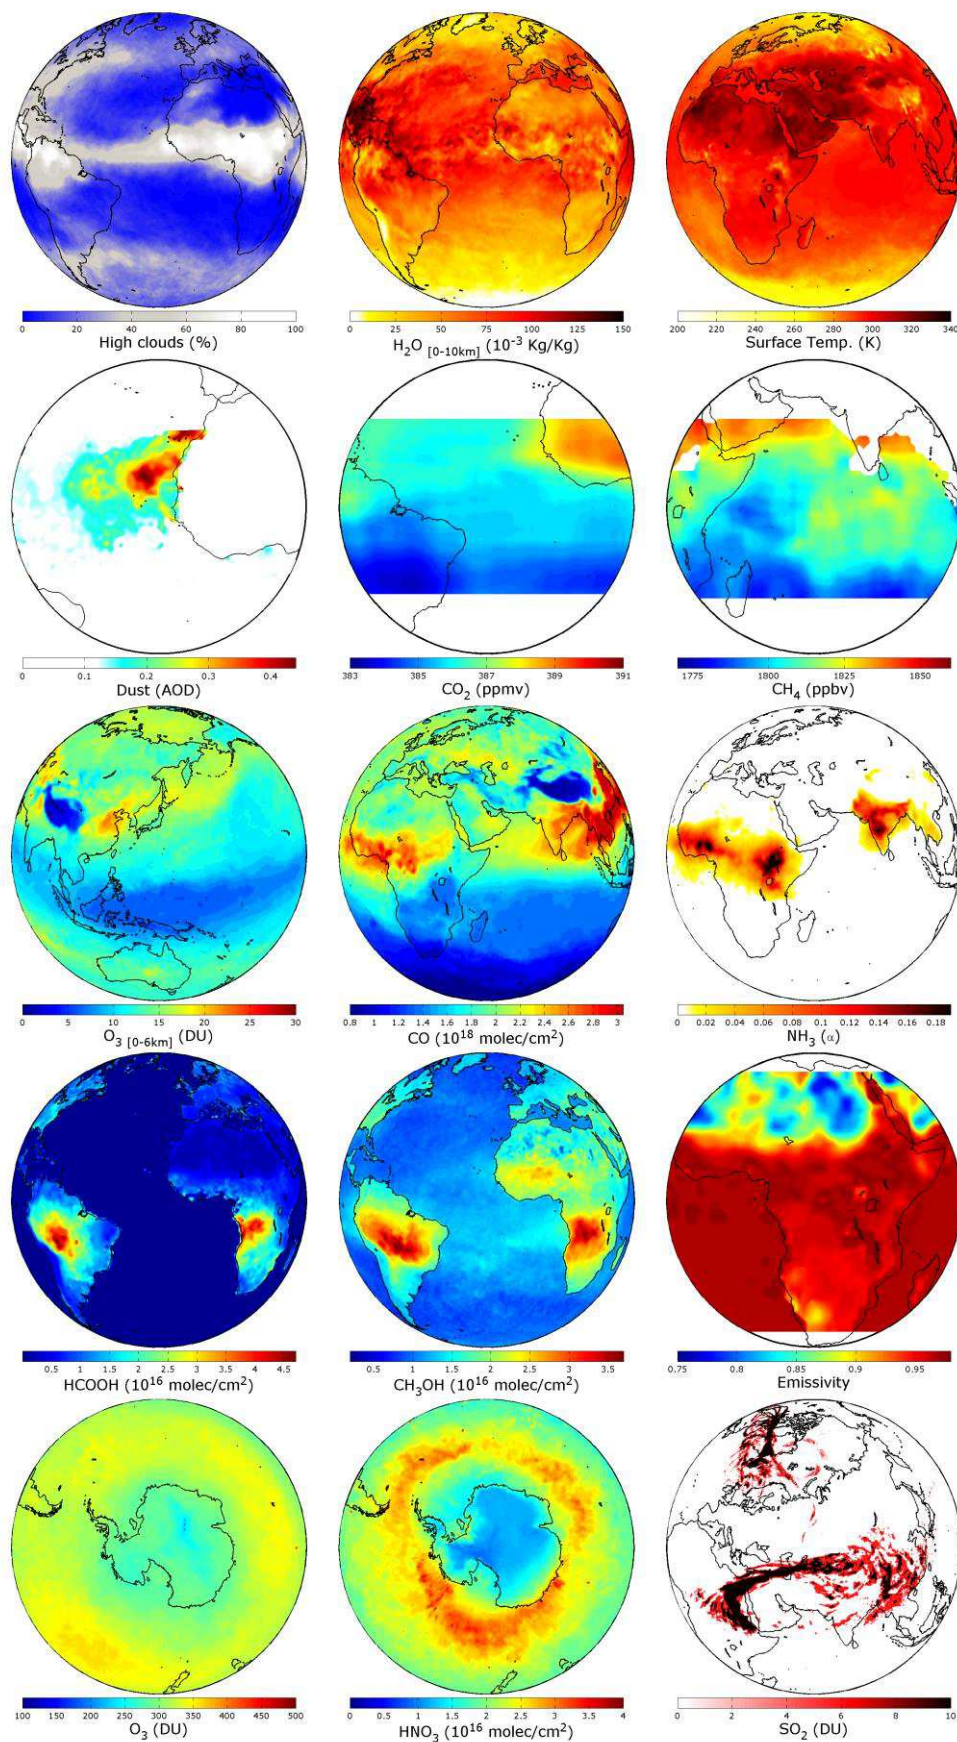 0 20 40 60 80 100
High clouds (%)
0 25 50 75 100 125 150
H2O [0-10km] (10-3 Kg/Kg)
200 220 240 260 280 300 320 340
Surface Temp. (K)
0 0.1 0.2 0.3 0.4
Dust (AOD)
383 385 387 389 391
CO2 (ppmv)
1775 1800 1825 1850
CH4 (ppbv)
0 5 10 15 20 25 30
O3 [0-6km] (DU)
0.8 1 1.2 1.4 1.6 1.8 2 2.2 2.4 2.6 2.8 3
CO (10^18 molec/cm2)
0 0.02 0.04 0.06 0.08 0.1 0.12 0.14 0.16 0.18
NH3 (α)
0.5 1 1.5 2 2.5 3 3.5 4 4.5
HCOOH (10^16 molec/cm2)
0.5 1 1.5 2 2.5 3 3.5
CH3OH (10^16 molec/cm2)
0.75 0.8 0.85 0.9 0.95
Emissivity
100 150 200 250 300 350 400 450 500
O3 (DU)
0 0.5 1 1.5 2 2.5 3 3.5 4
HNO3 (10^16 molec/cm2)
0 2 4 6 8 10
SO2 (DU)